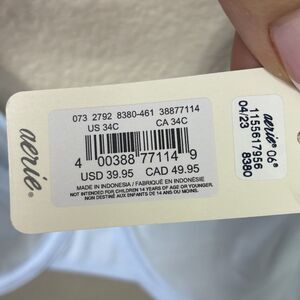 aerie®
073 2792 8380-461 38877114
US 34C CA 34C
4 00388 77114 9
USD 39.95 CAD 49.95
MADE IN INDONESIA / FABRIQUÉ EN INDONÉSIE
NOT INTENDED FOR CHILDREN 14 YEARS OF AGE OR YOUNGER.
NON DESTINÉ AUX ENFANTS DE 14 ANS OU MOINS.
aerie® 06®
1155617956
04/23 8380